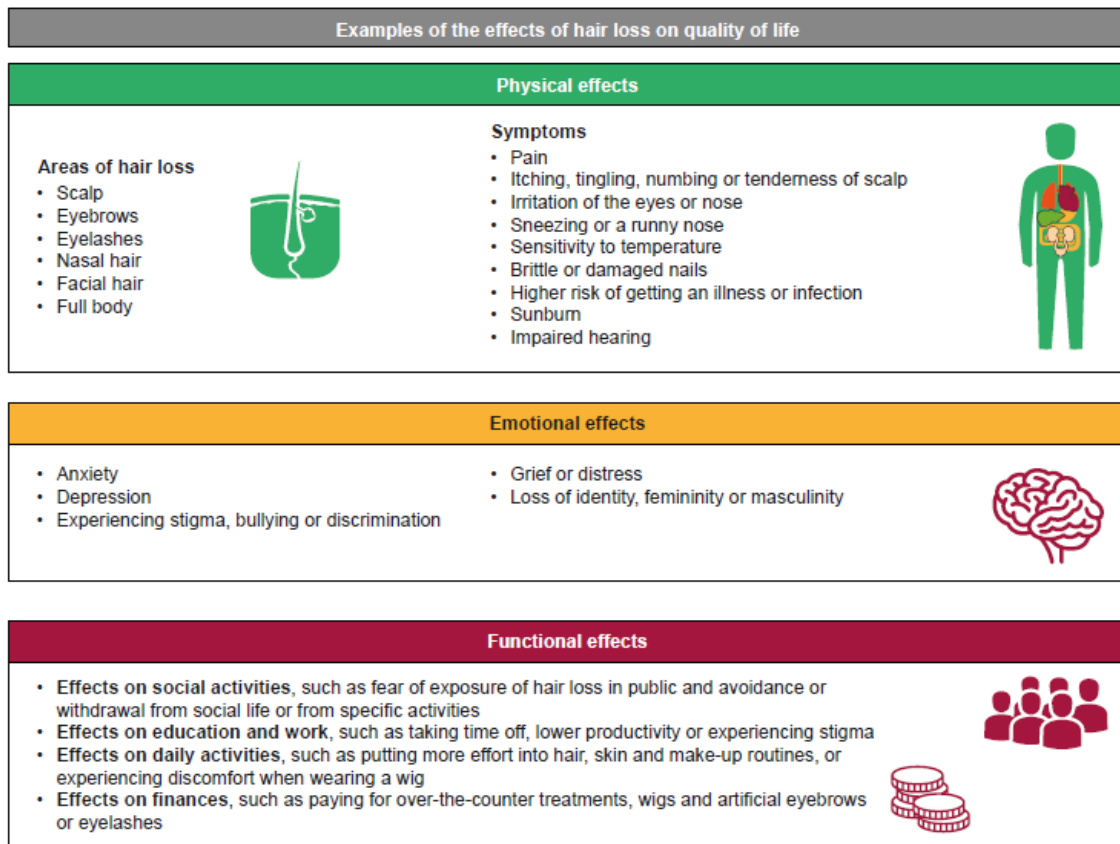 Examples of the effects of hair loss on quality of life
Physical effects
Areas of hair loss
• Scalp
• Eyebrows
• Eyelashes
• Nasal hair
• Facial hair
• Full body
Symptoms
• Pain
• Itching, tingling, numbing or tenderness of scalp
• Irritation of the eyes or nose
• Sneezing or a runny nose
• Sensitivity to temperature
• Brittle or damaged nails
• Higher risk of getting an illness or infection
• Sunburn
• Impaired hearing
Emotional effects
• Anxiety
• Depression
• Experiencing stigma, bullying or discrimination
• Grief or distress
• Loss of identity, femininity or masculinity
Functional effects
• Effects on social activities, such as fear of exposure of hair loss in public and avoidance or
withdrawal from social life or from specific activities
• Effects on education and work, such as taking time off, lower productivity or experiencing stigma
• Effects on daily activities, such as putting more effort into hair, skin and make-up routines, or
experiencing discomfort when wearing a wig
• Effects on finances, such as paying for over-the-counter treatments, wigs and artificial eyebrows
or eyelashes